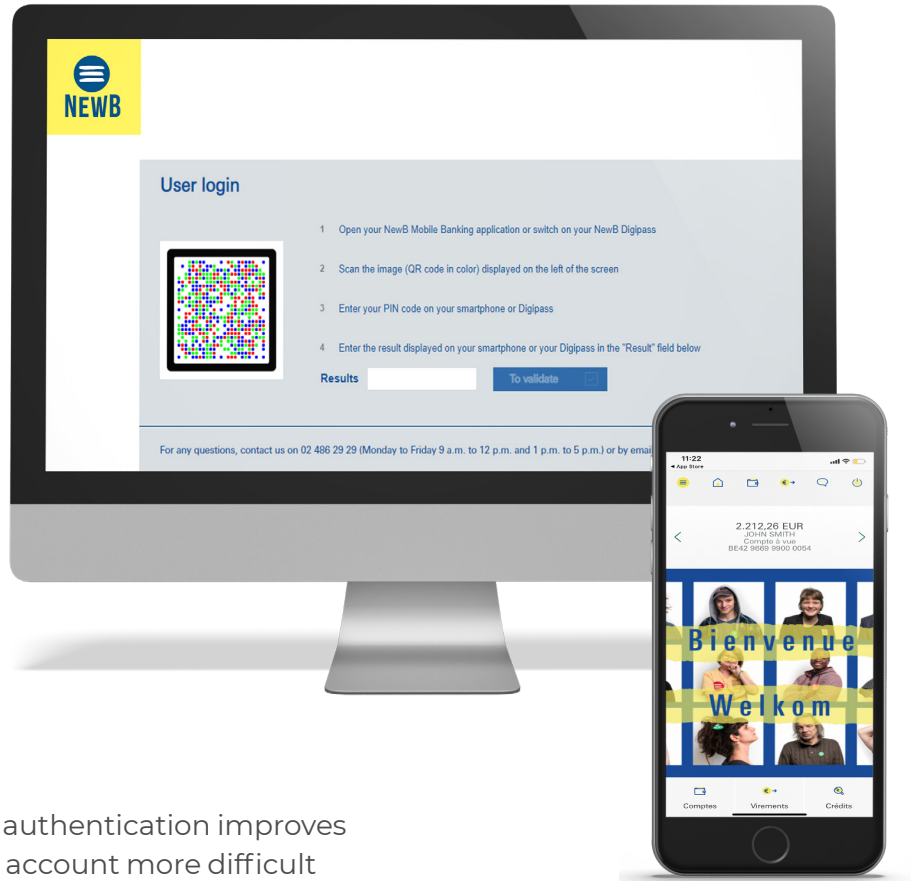 NEWB
User login
1 Open your NewB Mobile Banking application or switch on your NewB Digipass
2 Scan the image (QR code in color) displayed on the left of the screen
3 Enter your PIN code on your smartphone or Digipass
4 Enter the result displayed on your smartphone or your Digipass in the "Result" field below
Results To validate
For any questions, contact us on 02 486 29 29 (Monday to Friday 9 a.m. to 12 p.m. and 1 p.m. to 5 p.m.) or by email
11:22
App Store
2.212,26 EUR
JOHN SMITH
Compte à vue
BE42 9669 9900 0054
Bienvenue
Welkom
Comptes Virements Crédits
authentication improves
account more difficult